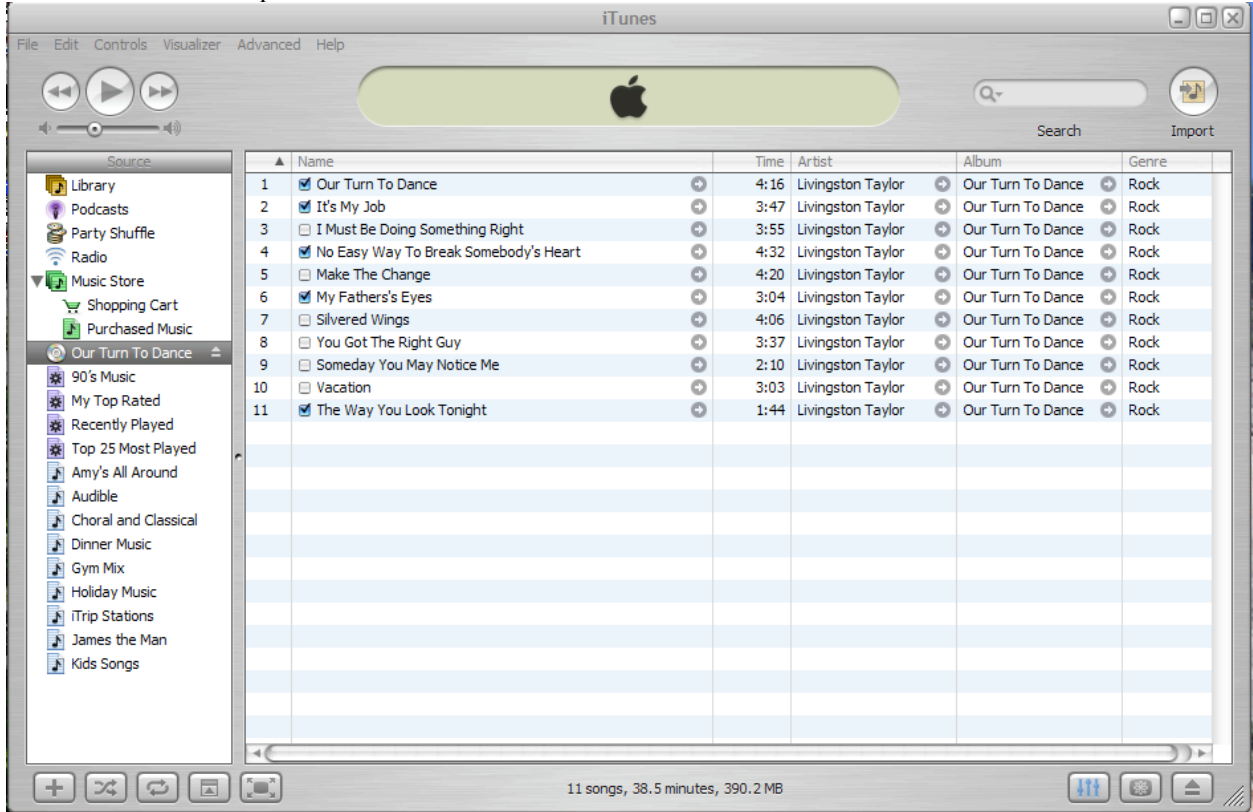 iTunes
File Edit Controls Visualizer Advanced Help
Search
Import
Source
Library
Podcasts
Party Shuffle
Radio
Music Store
Shopping Cart
Purchased Music
Our Turn To Dance
90's Music
My Top Rated
Recently Played
Top 25 Most Played
Amy's All Around
Audible
Choral and Classical
Dinner Music
Gym Mix
Holiday Music
iTrip Stations
James the Man
Kids Songs
Name Time Artist Album Genre
1 Our Turn To Dance 4:16 Livingston Taylor Our Turn To Dance Rock
2 It's My Job 3:47 Livingston Taylor Our Turn To Dance Rock
3 I Must Be Doing Something Right 3:55 Livingston Taylor Our Turn To Dance Rock
4 No Easy Way To Break Somebody's Heart 4:32 Livingston Taylor Our Turn To Dance Rock
5 Make The Change 4:20 Livingston Taylor Our Turn To Dance Rock
6 My Fathers's Eyes 3:04 Livingston Taylor Our Turn To Dance Rock
7 Silvered Wings 4:06 Livingston Taylor Our Turn To Dance Rock
8 You Got The Right Guy 3:37 Livingston Taylor Our Turn To Dance Rock
9 Someday You May Notice Me 2:10 Livingston Taylor Our Turn To Dance Rock
10 Vacation 3:03 Livingston Taylor Our Turn To Dance Rock
11 The Way You Look Tonight 1:44 Livingston Taylor Our Turn To Dance Rock
11 songs, 38.5 minutes, 390.2 MB